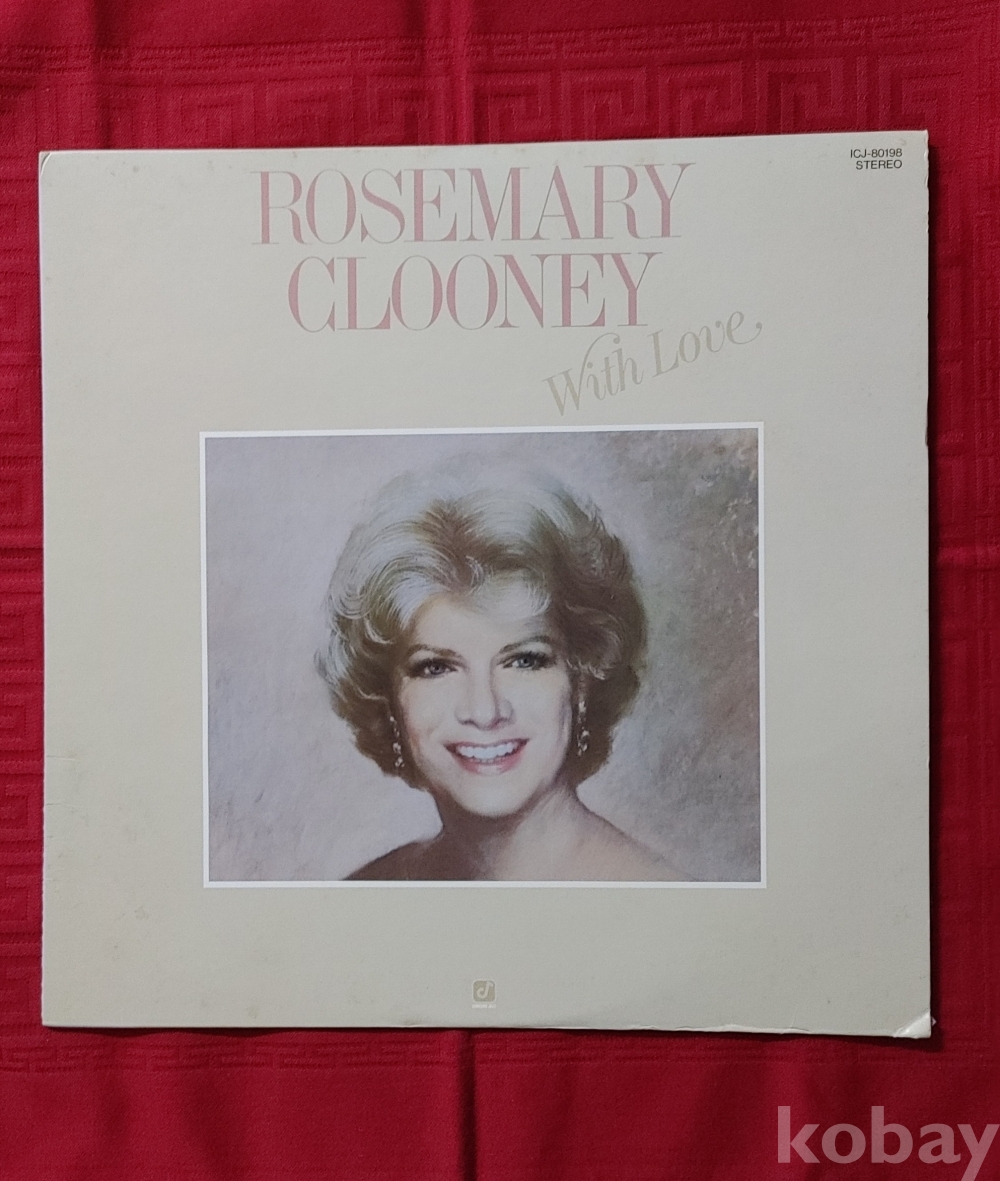 ICJ-80198
STEREO
ROSEMARY
CLOONEY
With Love
kobay